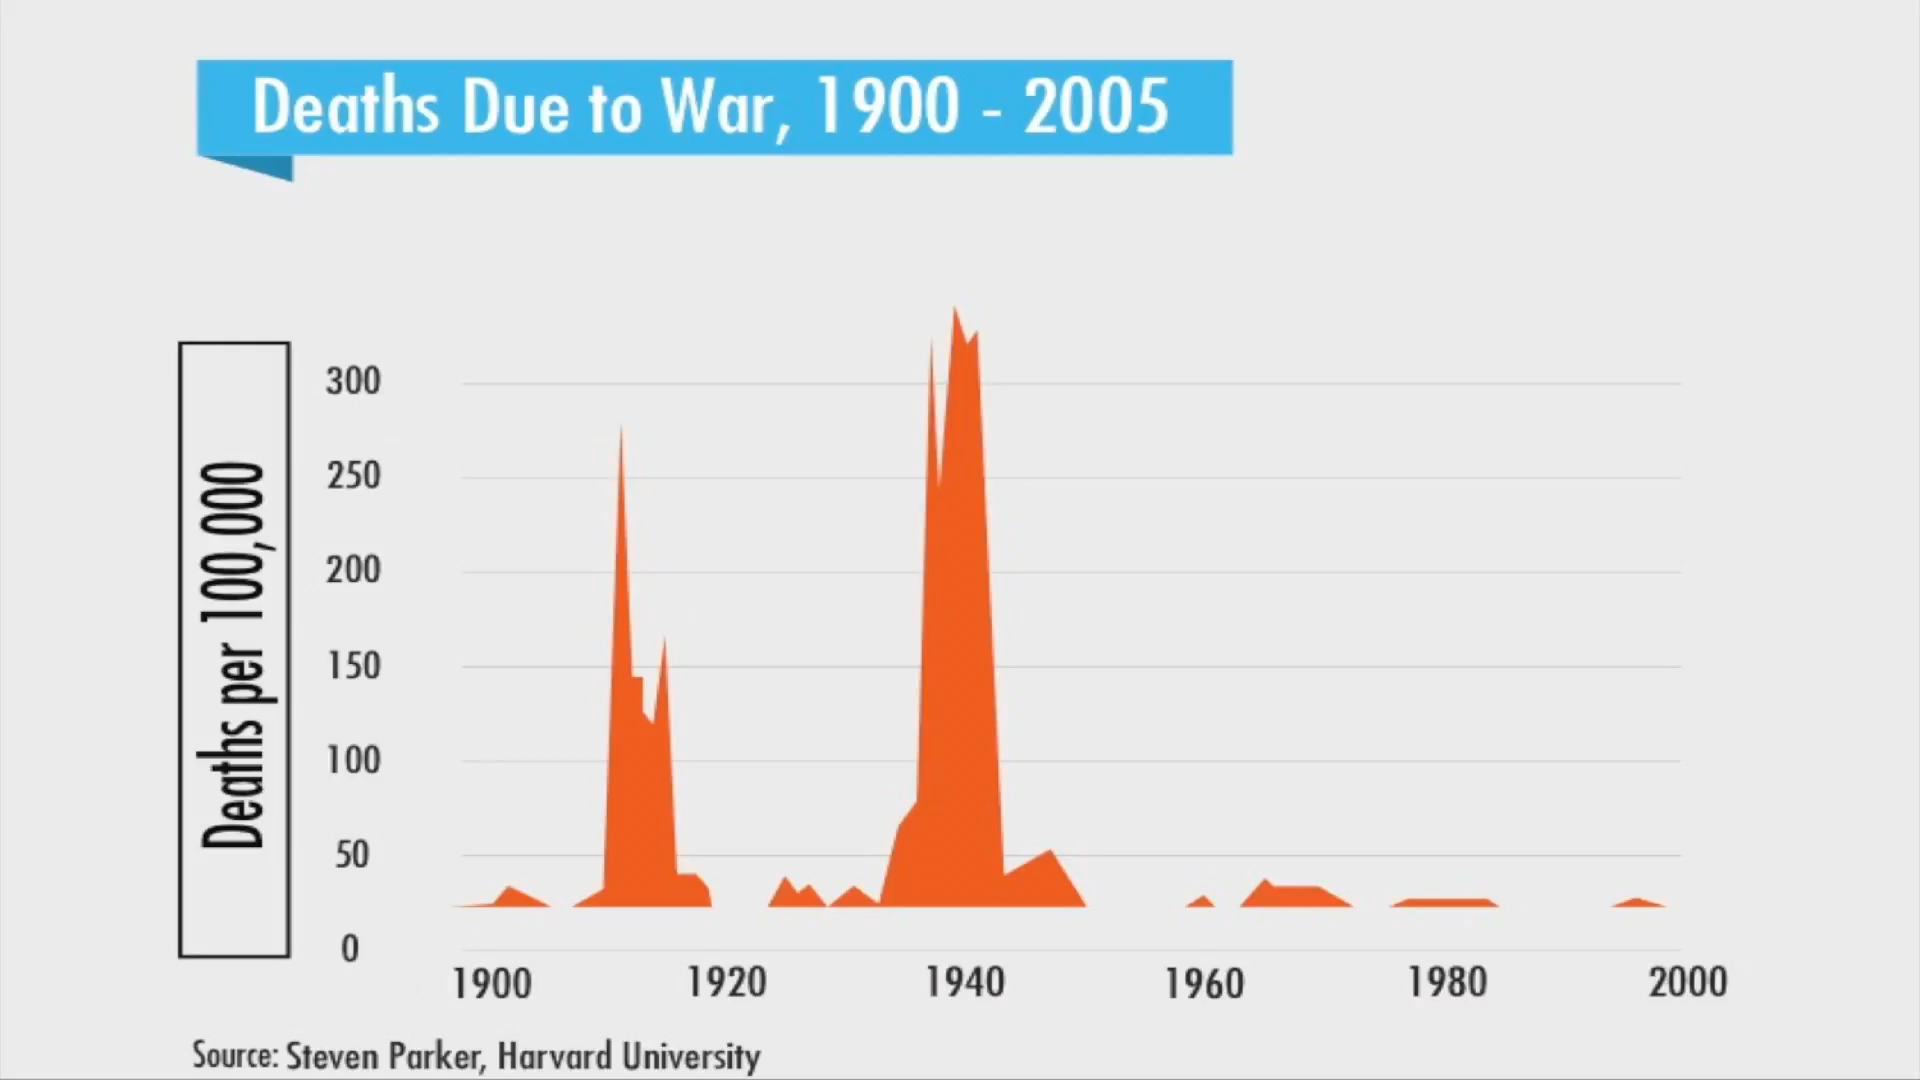 Deaths Due to War, 1900 - 2005
Deaths per 100,000
300
250
200
150
100
50
0
1900 1920 1940 1960 1980 2000
Source: Steven Parker, Harvard University